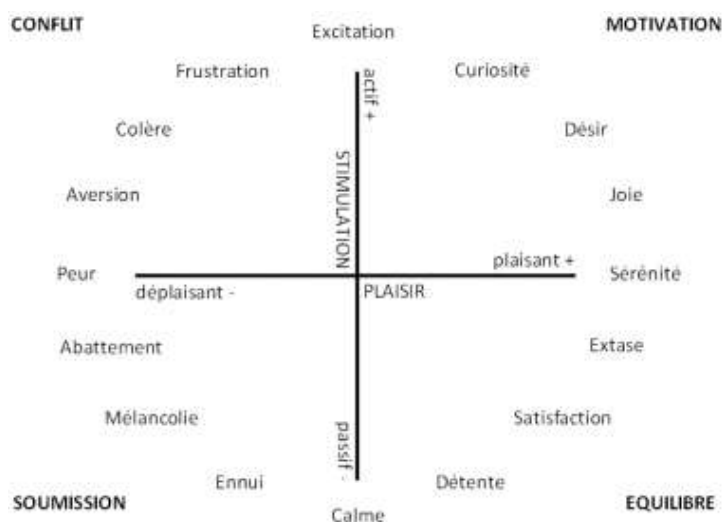 CONFLIT
MOTIVATION
Excitation
Frustration
Curiosité
actif +
Colère
Désir
STIMULATION
Aversion
Joie
plaisant +
Peur
Sérénité
déplaisant -
PLAISIR
Abattement
Extase
Mélancolie
Satisfaction
passif -
Ennui
Détente
SOUMISSION
EQUILIBRE
Calme